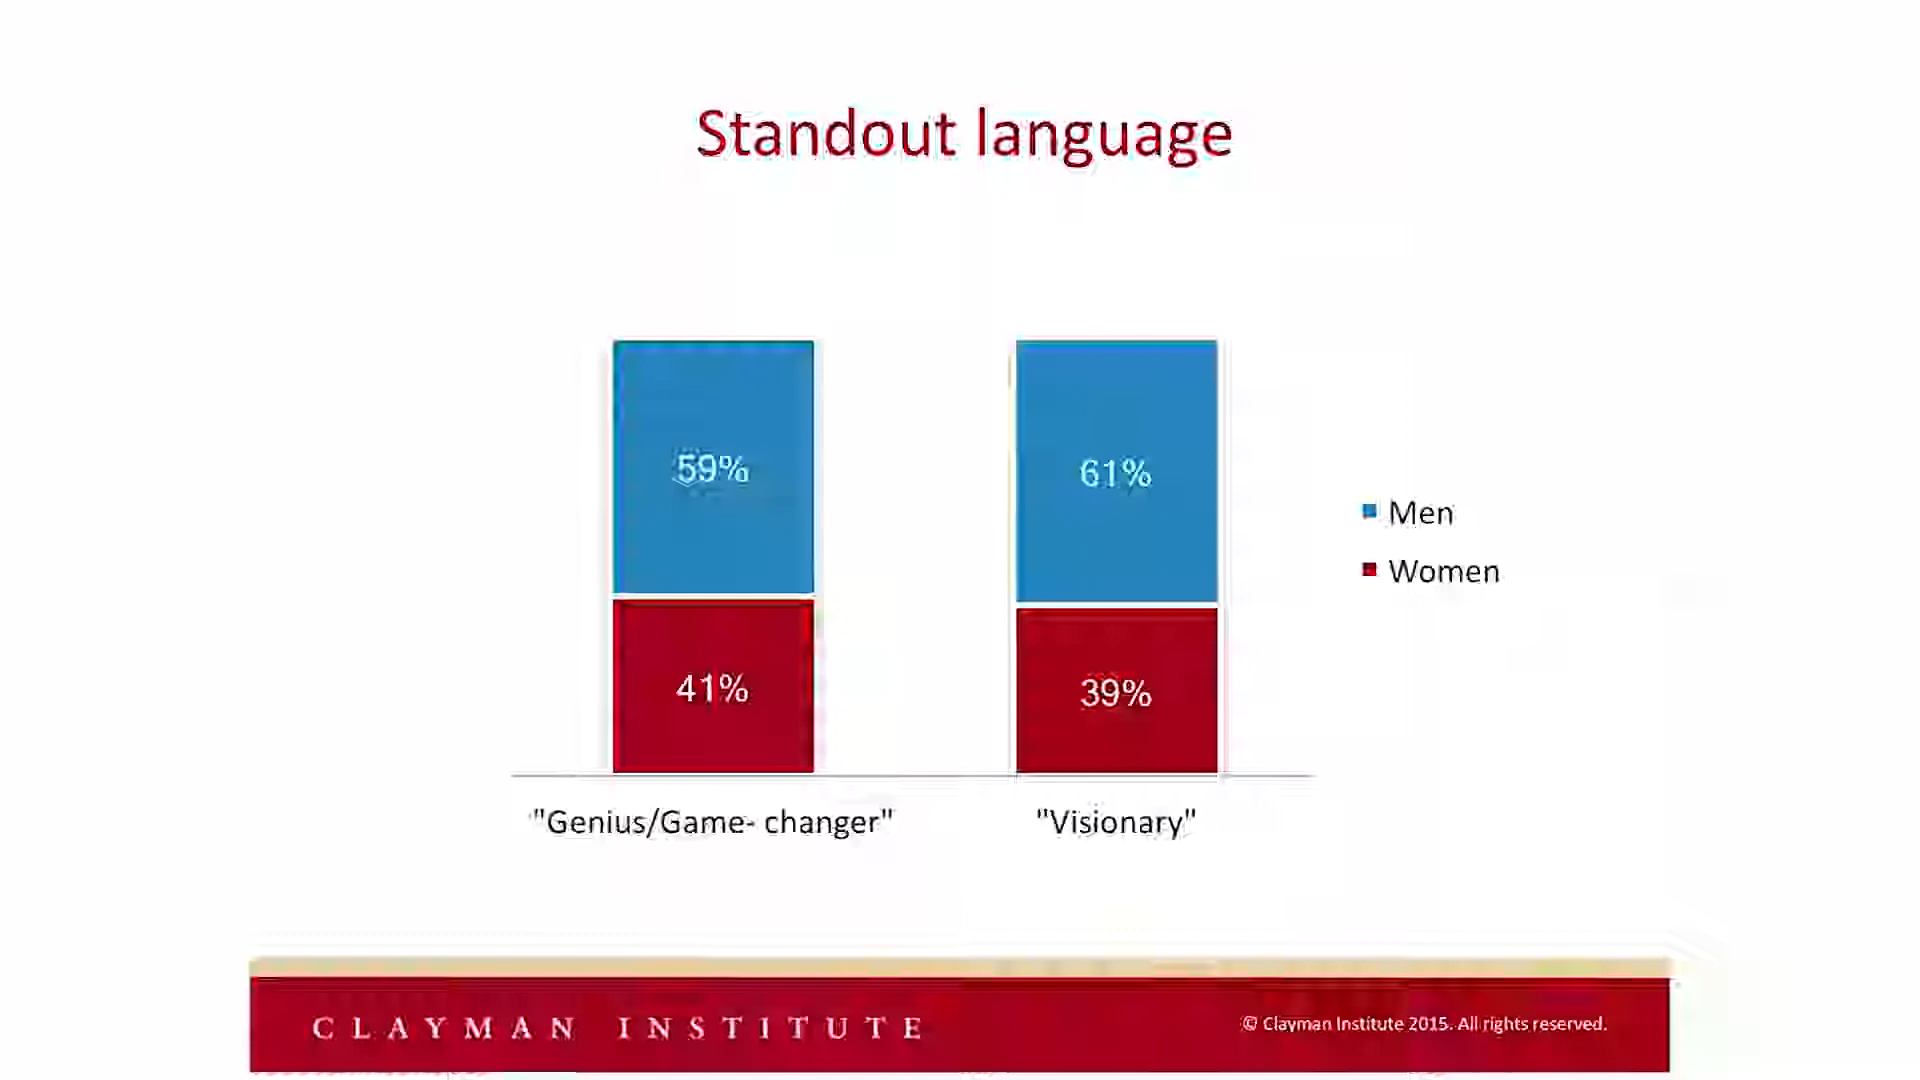 Standout language
59%
61%
Men
Women
41%
39%
"Genius/Game- changer"
"Visionary"
CLAYMAN INSTITUTE
© Clayman Institute 2015. All rights reserved.